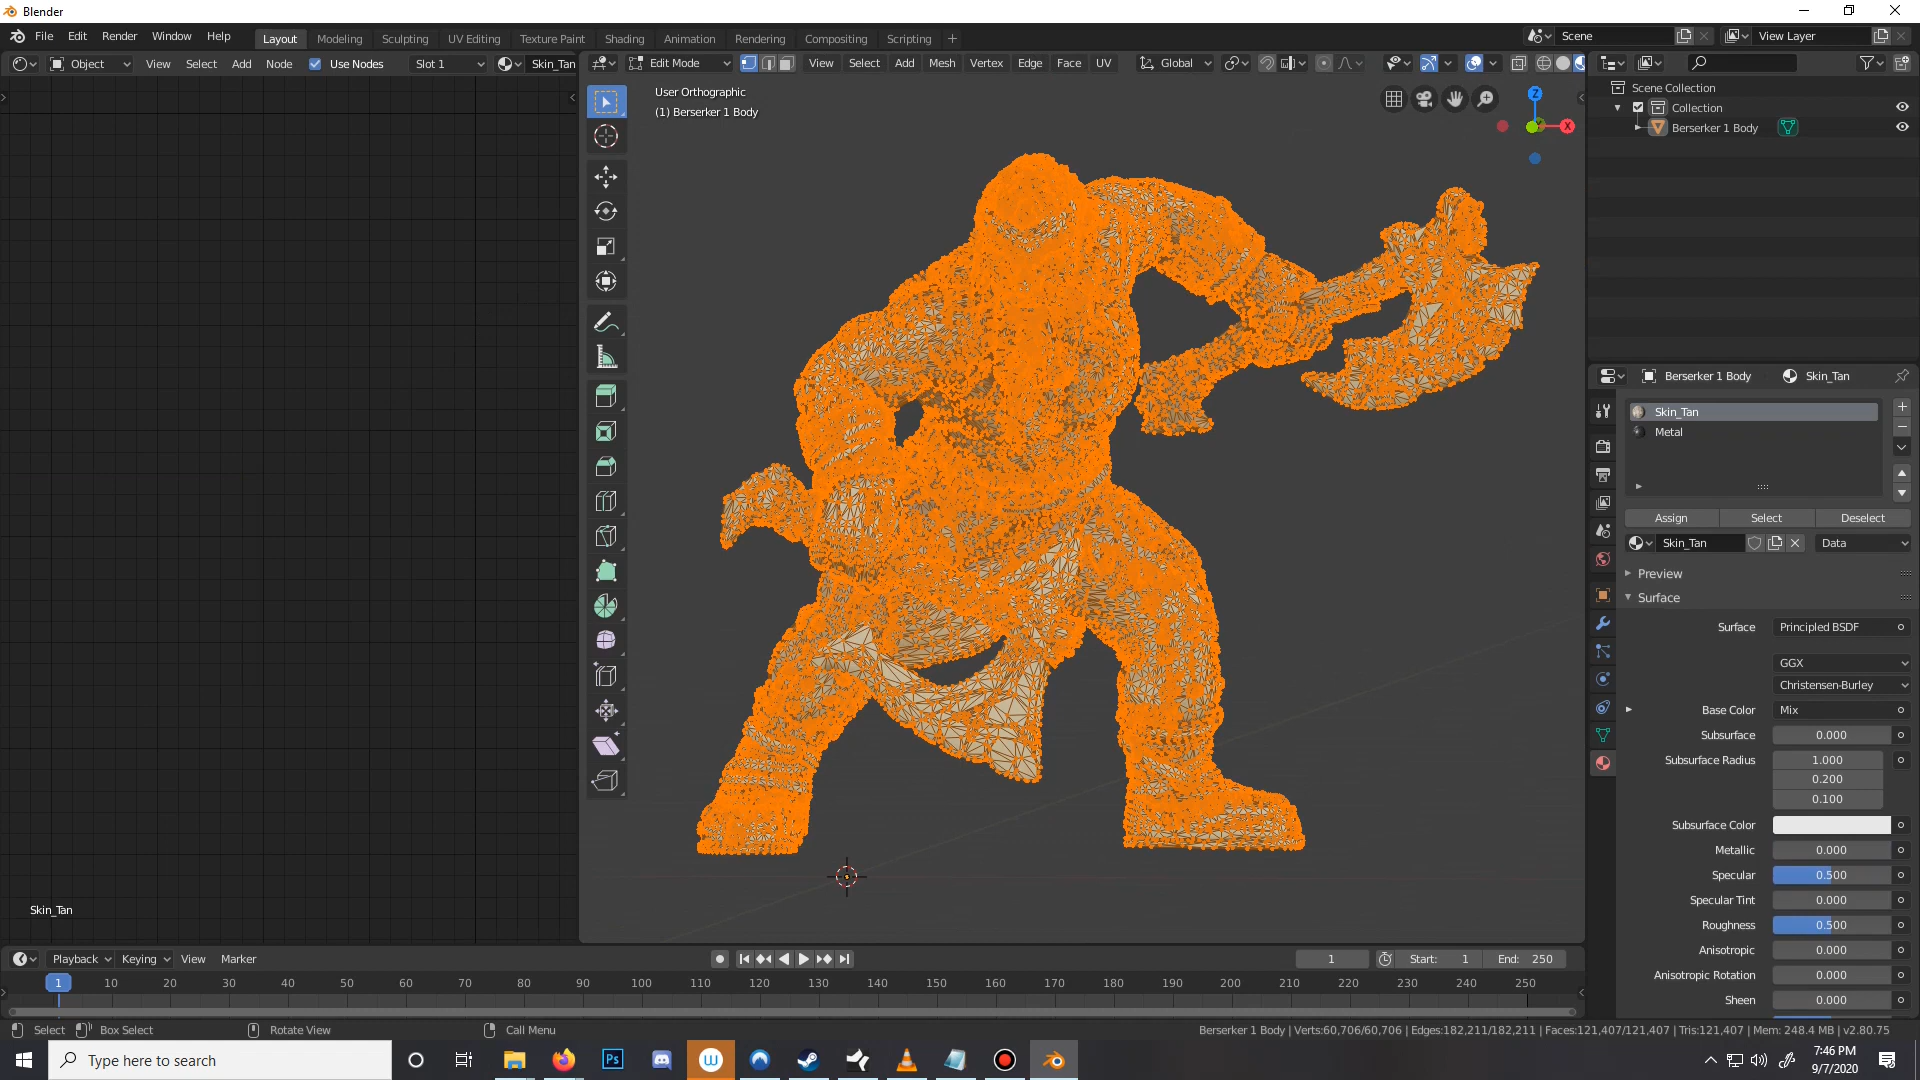 Blender
File Edit Render Window Help
Layout Modeling Sculpting UV Editing Texture Paint Shading Animation Rendering Compositing Scripting +
Scene
View Layer
Object View Select Add Node Use Nodes Slot 1 Skin_Tan
Edit Mode View Select Add Mesh Vertex Edge Face UV Global
User Orthographic
(1) Berserker 1 Body
Z
X
Scene Collection
Collection
Berserker 1 Body
Berserker 1 Body Skin_Tan
Skin_Tan
Metal
Assign Select Deselect
Skin_Tan Data
Preview
Surface
Surface Principled BSDF
GGX
Christensen-Burley
Base Color Mix
Subsurface 0.000
Subsurface Radius 1.000
0.200
0.100
Subsurface Color
Metallic 0.000
Specular 0.500
Specular Tint 0.000
Roughness 0.500
Anisotropic 0.000
Anisotropic Rotation 0.000
Sheen 0.000
Skin_Tan
Playback Keying View Marker 1 Start: 1 End: 250
1 10 20 30 40 50 60 70 80 90 100 110 120 130 140 150 160 170 180 190 200 210 220 230 240 250
Select Box Select Rotate View Call Menu
Berserker 1 Body | Verts:60,706/60,706 | Edges:182,211/182,211 | Faces:121,407/121,407 | Tris:121,407 | Mem: 248.4 MB | v2.80.75
Type here to search
Ps
W
7:46 PM
9/7/2020